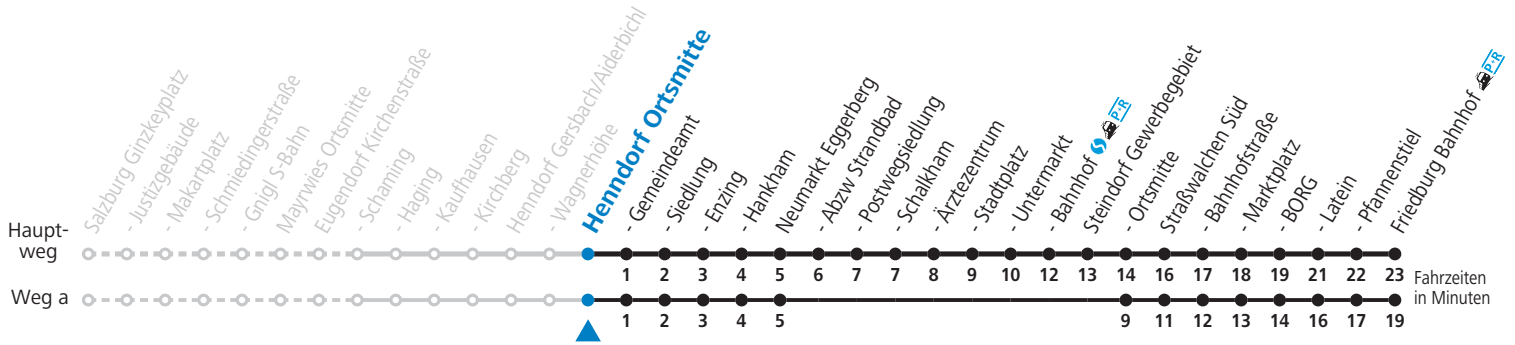 Salzburg Ginzkeyplatz
- Justizgebäude
- Makartplatz
- Schmiedingerstraße
- Gnigl S-Bahn
Mayrwies Ortsmitte
Eugendorf Kirchenstraße
- Schaming
- Haging
- Kaufhausen
- Kirchberg
Henndorf Gersbach/Aiderbichl
- Wagnerhöhe
Henndorf Ortsmitte
- Gemeindeamt
- Siedlung
- Enzing
- Hankham
Neumarkt Eggerberg
- Abzw Strandbad
- Postwegsiedlung
- Schalkham
- Ärztezentrum
- Stadtplatz
- Untermarkt
- Bahnhof P+R
Steindorf Gewerbegebiet
- Ortsmitte
Straßwalchen Süd
- Bahnhofstraße
- Marktplatz
- BORG
- Latein
- Pfannenstiel
Friedburg Bahnhof P+R
Haupt-
weg
1 2 3 4 5 6 7 7 8 9 10 12 13 14 16 17 18 19 21 22 23
Fahrzeiten
in Minuten
Weg a
1 2 3 4 5 9 11 12 13 14 16 17 19